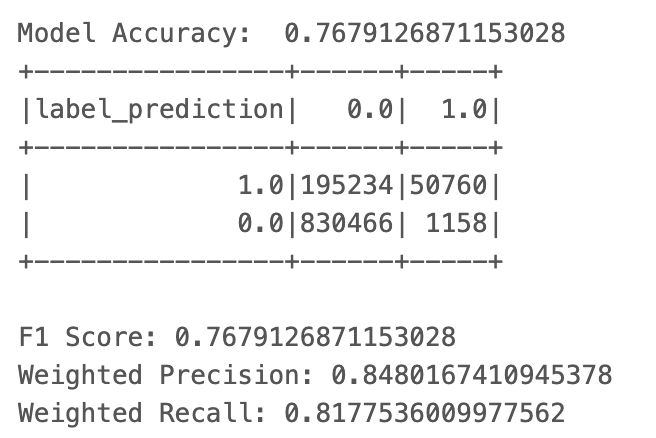 Model Accuracy:  0.7679126871153028
+----------------+------+-----+
|label_prediction|   0.0|  1.0|
+----------------+------+-----+
|             1.0|195234|50760|
|             0.0|830466| 1158|
+----------------+------+-----+
F1 Score: 0.7679126871153028
Weighted Precision: 0.8480167410945378
Weighted Recall: 0.8177536009977562